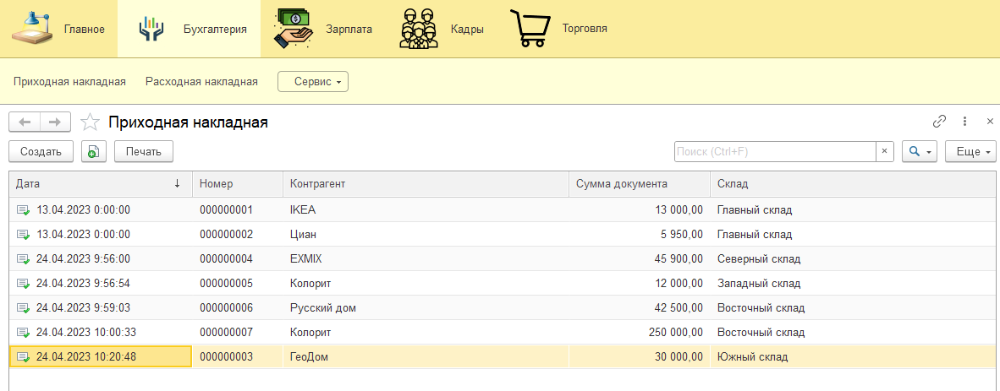 Главное Бухгалтерия Зарплата Кадры Торговля
Приходная накладная Расходная накладная Сервис
Приходная накладная
Создать Печать Поиск (Ctrl+F) × Еще
Дата ↓ Номер Контрагент Сумма документа Склад
13.04.2023 0:00:00 000000001 IKEA 13 000,00 Главный склад
13.04.2023 0:00:00 000000002 Циан 5 950,00 Главный склад
24.04.2023 9:56:00 000000004 EXMIX 45 900,00 Северный склад
24.04.2023 9:56:54 000000005 Колорит 12 000,00 Западный склад
24.04.2023 9:59:03 000000006 Русский дом 42 500,00 Восточный склад
24.04.2023 10:00:33 000000007 Колорит 250 000,00 Восточный склад
24.04.2023 10:20:48 000000003 ГеоДом 30 000,00 Южный склад